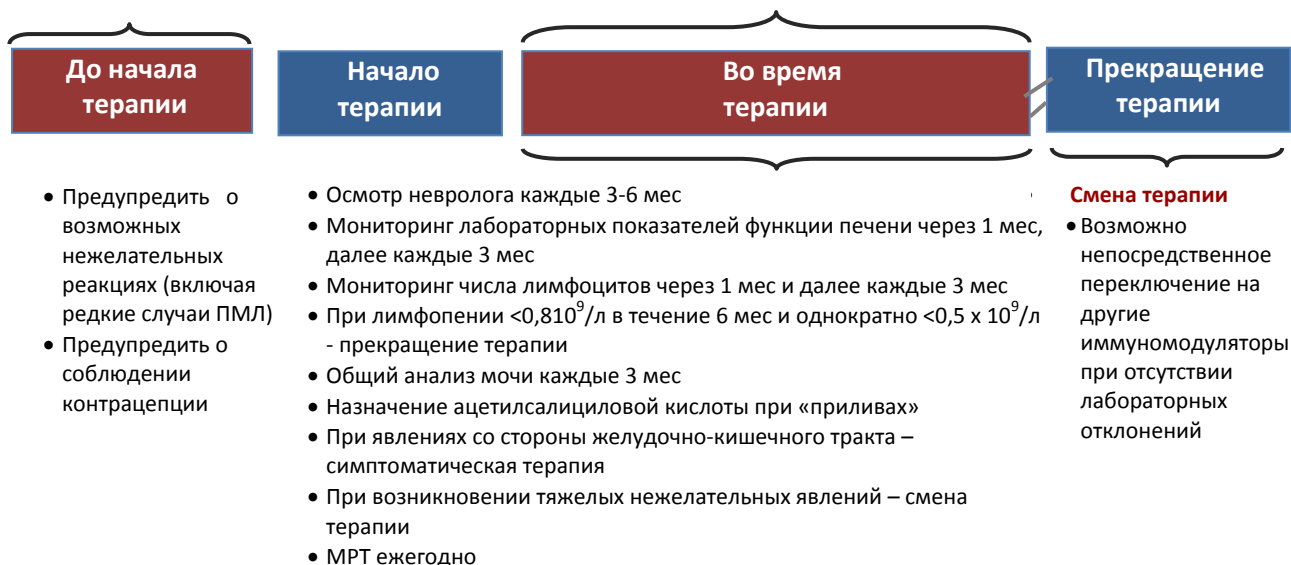 До начала
терапии
Начало
терапии
Во время
терапии
Прекращение
терапии
• Предупредить о
возможных
нежелательных
реакциях (включая
редкие случаи ПМЛ)
• Предупредить о
соблюдении
контрацепции
• Осмотр невролога каждые 3-6 мес
• Мониторинг лабораторных показателей функции печени через 1 мес,
далее каждые 3 мес
• Мониторинг числа лимфоцитов через 1 мес и далее каждые 3 мес
• При лимфопении <0,810⁹/л в течение 6 мес и однократно <0,5 х 10⁹/л
- прекращение терапии
• Общий анализ мочи каждые 3 мес
• Назначение ацетилсалициловой кислоты при «приливах»
• При явлениях со стороны желудочно-кишечного тракта –
симптоматическая терапия
• При возникновении тяжелых нежелательных явлений – смена
терапии
• МРТ ежегодно
Смена терапии
• Возможно
непосредственное
переключение на
другие
иммуномодуляторы
при отсутствии
лабораторных
отклонений